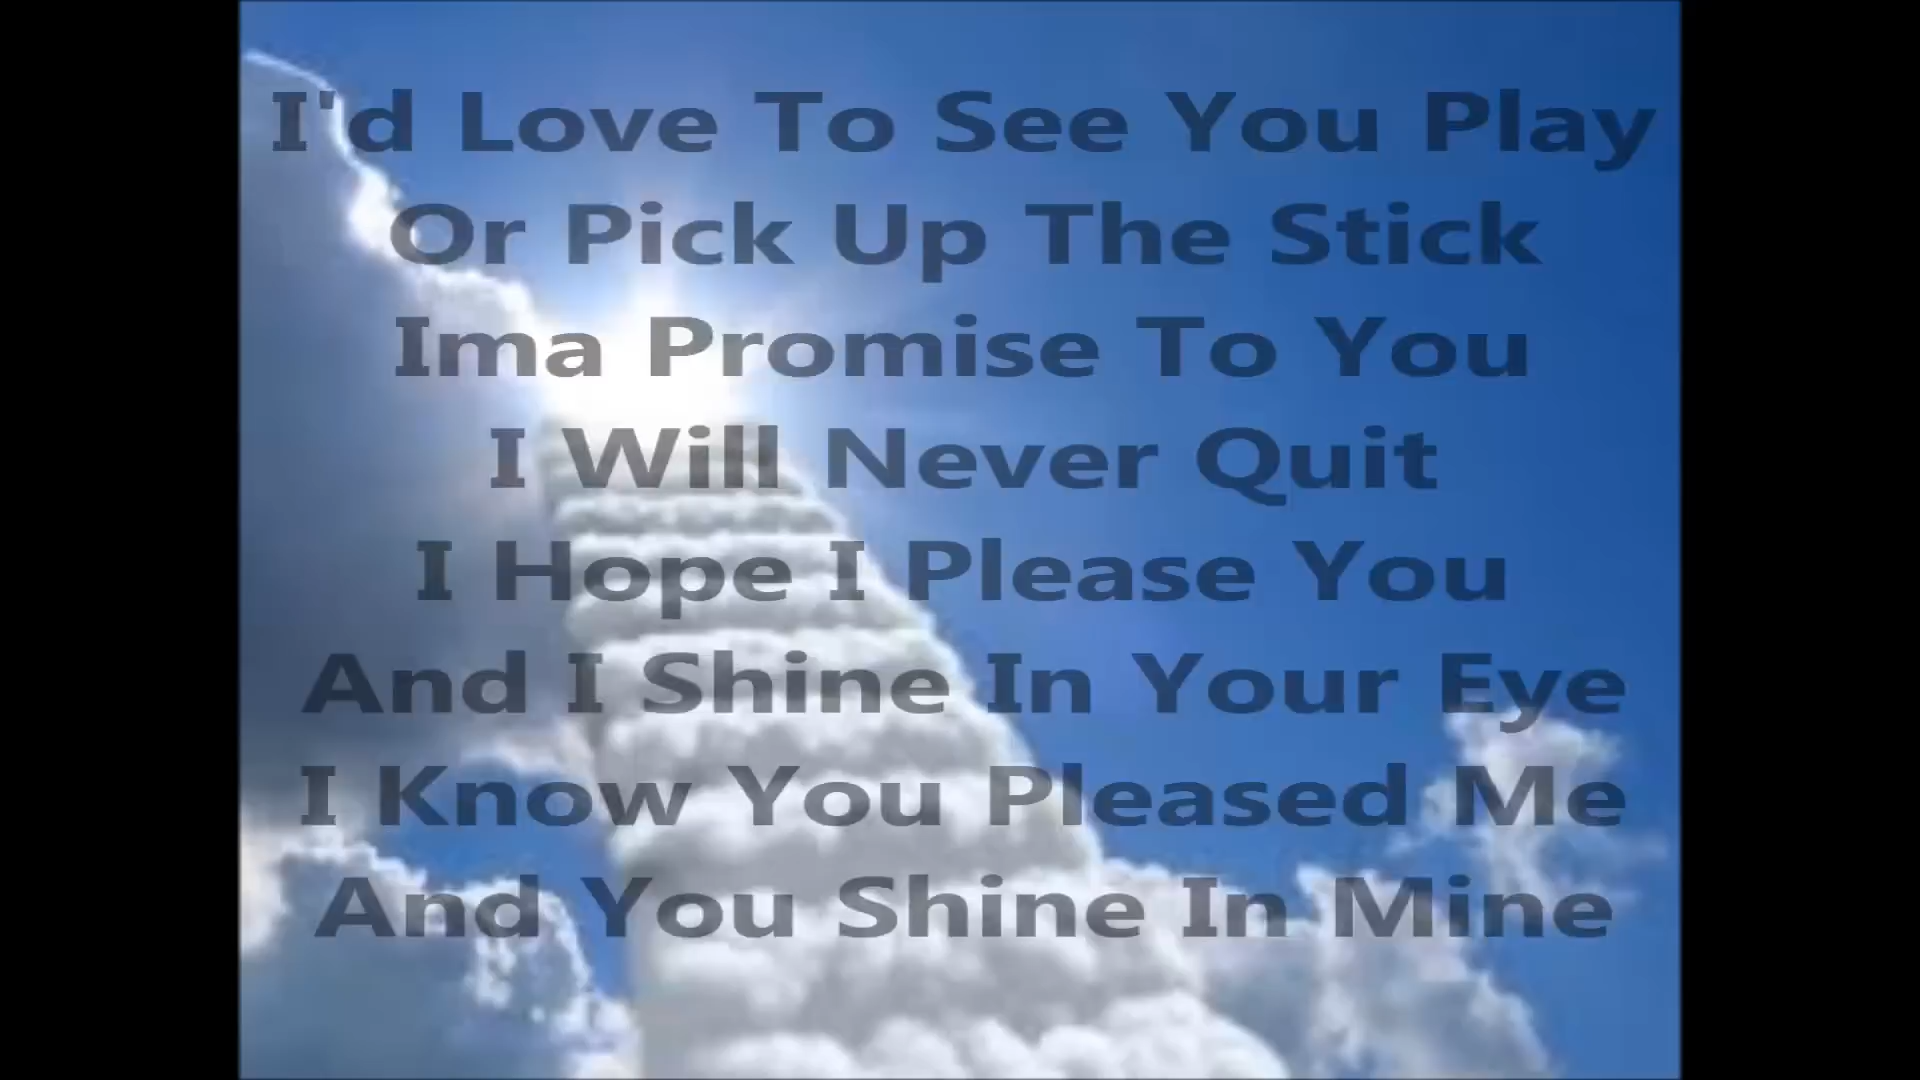 I'd Love To See You Play
Or Pick Up The Stick
Ima Promise To You
I Will Never Quit
I Hope I Please You
And I Shine In Your Eye
I Know You Pleased Me
And You Shine In Mine